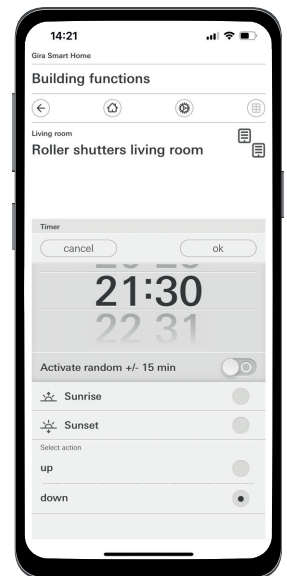 14:21
Gira Smart Home
Building functions
Living room
Roller shutters living room
Timer
cancel ok
21:30
22 31
Activate random +/- 15 min
Sunrise
Sunset
Select action
up
down